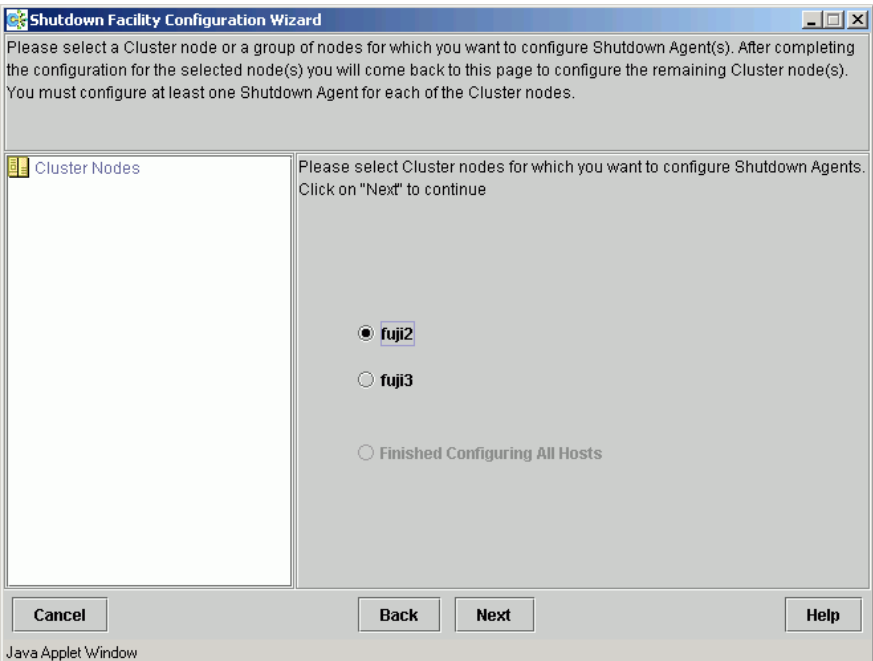 Shutdown Facility Configuration Wizard
Please select a Cluster node or a group of nodes for which you want to configure Shutdown Agent(s). After completing
the configuration for the selected node(s) you will come back to this page to configure the remaining Cluster node(s).
You must configure at least one Shutdown Agent for each of the Cluster nodes.
Cluster Nodes
Please select Cluster nodes for which you want to configure Shutdown Agents.
Click on "Next" to continue
fuji2
fuji3
Finished Configuring All Hosts
Cancel
Back
Next
Help
Java Applet Window